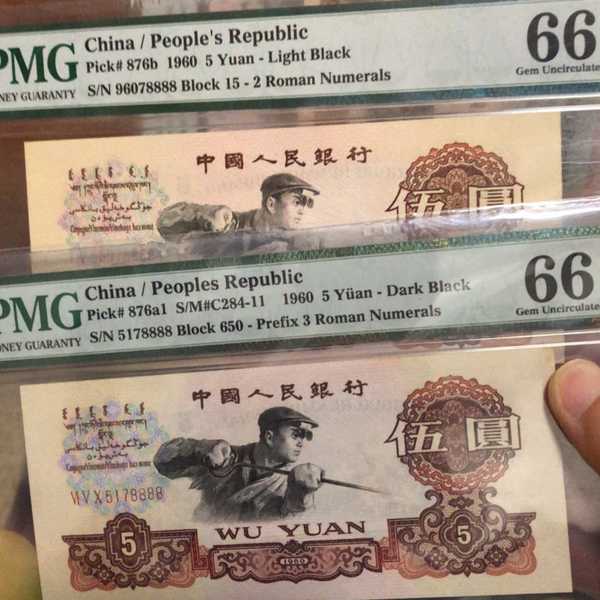 China / People's Republic
PMG Pick# 876b 1960 5 Yuan - Light Black 66
S/N 96078888 Block 15 - 2 Roman Numerals Gem Uncirculate
NEY GUARANTY
中國人民銀行
伍圓
China / Peoples Republic
PMG Pick# 876a1 S/M#C284-11 1960 5 Yüan - Dark Black 66
S/N 5178888 Block 650 - Prefix 3 Roman Numerals Gem Uncirculate
NEY GUARANTY
中國人民銀行
伍圓
VI V X 5178888
WU YUAN
5 1960 5